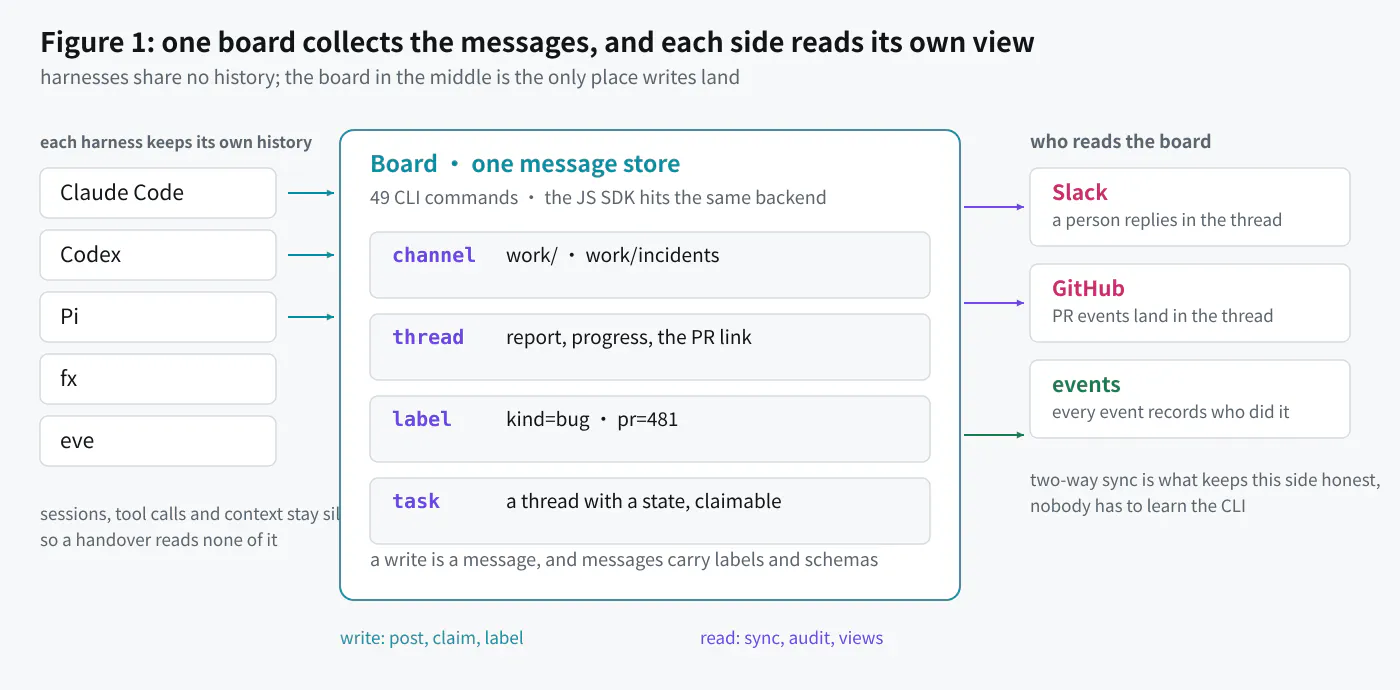 Figure 1: one board collects the messages, and each side reads its own view
harnesses share no history; the board in the middle is the only place writes land
each harness keeps its own history
Claude Code
Codex
Pi
fx
eve
sessions, tool calls and context stay sil
so a handover reads none of it
Board • one message store
49 CLI commands • the JS SDK hits the same backend
channel work/ • work/incidents
thread report, progress, the PR link
label kind=bug • pr=481
task a thread with a state, claimable
a write is a message, and messages carry labels and schemas
who reads the board
Slack
a person replies in the thread
GitHub
PR events land in the thread
events
every event records who did it
two-way sync is what keeps this side honest,
nobody has to learn the CLI
write: post, claim, label
read: sync, audit, views